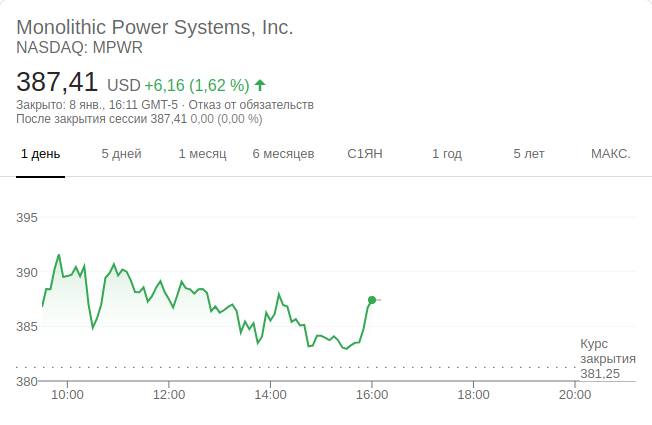 Monolithic Power Systems, Inc.
NASDAQ: MPWR
387,41 USD +6,16 (1,62 %)
Закрыто: 8 янв., 16:11 GMT-5 · Отказ от обязательств
После закрытия сессии 387,41 0,00 (0,00 %)
1 день 5 дней 1 месяц 6 месяцев С1ЯН 1 год 5 лет МАКС.
395
390
385
Курс
закрытия
381,25
380
10:00 12:00 14:00 16:00 18:00 20:00